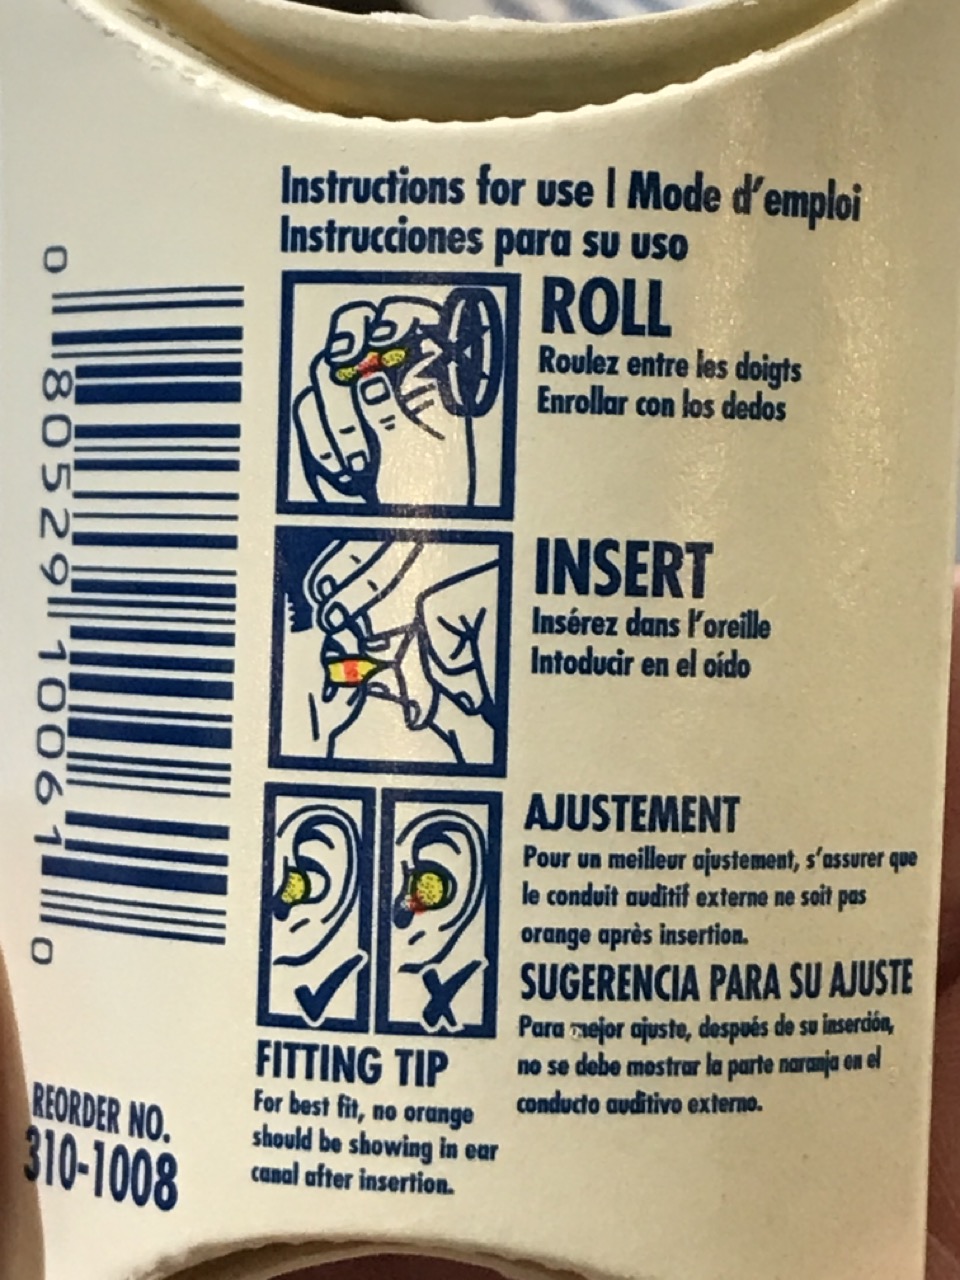 Instructions for use | Mode d'emploi
Instrucciones para su uso
ROLL
Roulez entre les doigts
Enrollar con los dedos
INSERT
Insérez dans l'oreille
Intoducir en el oído
AJUSTEMENT
Pour un meilleur ajustement, s'assurer que
le conduit auditif externe ne soit pas
orange après insertion.
SUGERENCIA PARA SU AJUSTE
Para mejor ajuste, después de su inserción,
no se debe mostrar la parte naranja en el
conducto auditivo externo.
FITTING TIP
For best fit, no orange
should be showing in ear
canal after insertion.
0 80529 10061 0
REORDER NO.
310-1008